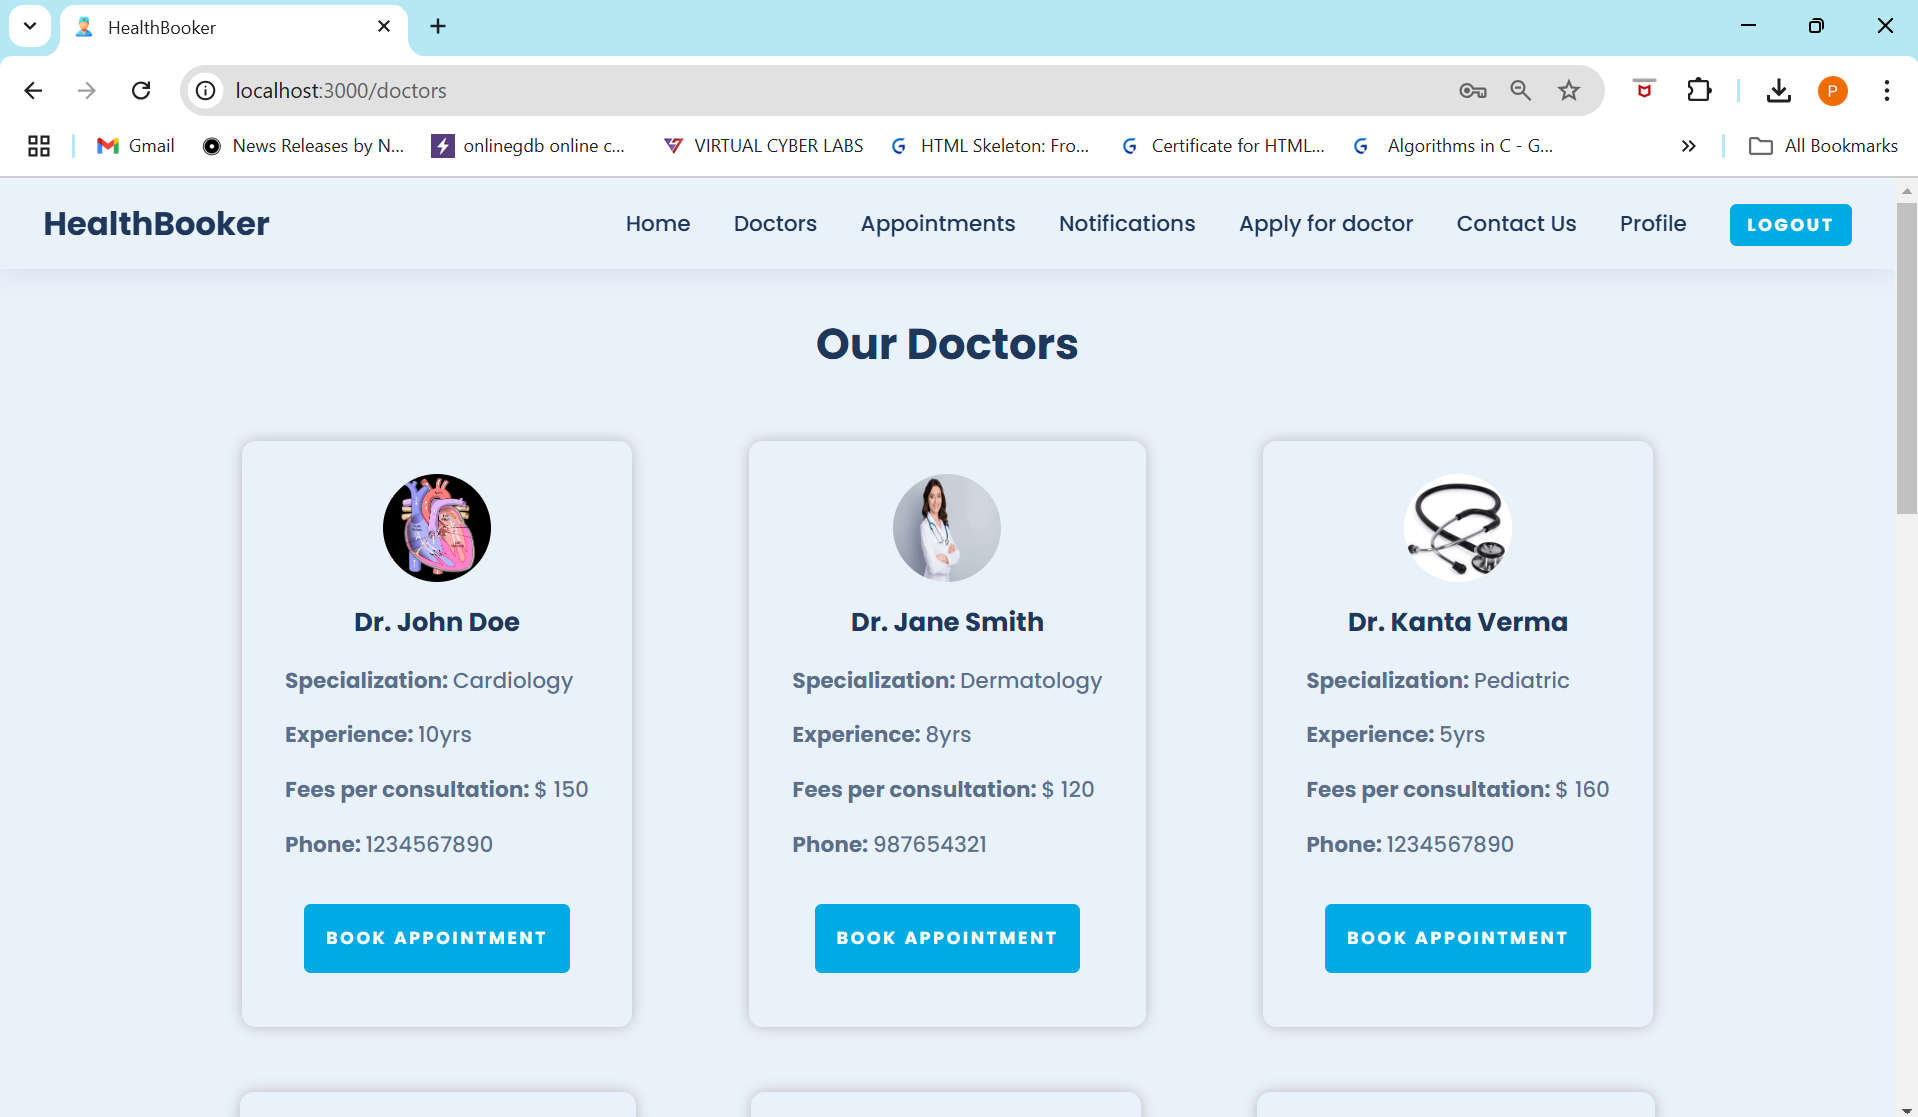 HealthBooker
localhost:3000/doctors
P
Gmail
News Releases by N...
onlinegdb online c...
VIRTUAL CYBER LABS
HTML Skeleton: Fro...
Certificate for HTML...
Algorithms in C - G...
All Bookmarks
HealthBooker
Home
Doctors
Appointments
Notifications
Apply for doctor
Contact Us
Profile
LOGOUT
Our Doctors
Dr. John Doe
Specialization: Cardiology
Experience: 10yrs
Fees per consultation: $ 150
Phone: 1234567890
BOOK APPOINTMENT
Dr. Jane Smith
Specialization: Dermatology
Experience: 8yrs
Fees per consultation: $ 120
Phone: 987654321
BOOK APPOINTMENT
Dr. Kanta Verma
Specialization: Pediatric
Experience: 5yrs
Fees per consultation: $ 160
Phone: 1234567890
BOOK APPOINTMENT